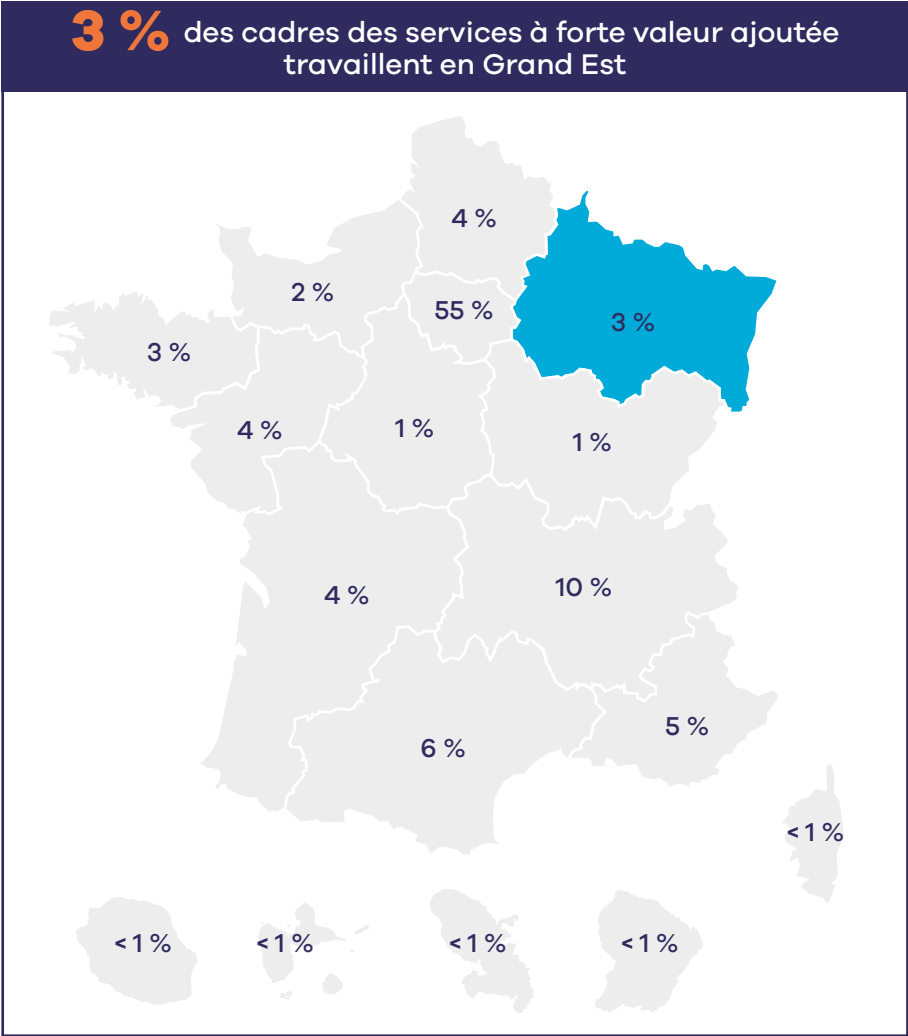 3 % des cadres des services à forte valeur ajoutée
travaillent en Grand Est
4 %
2 %
55 %
3 %
3 %
4 %
1 %
1 %
4 %
10 %
6 %
5 %
< 1 %
< 1 %
< 1 %
< 1 %
< 1 %